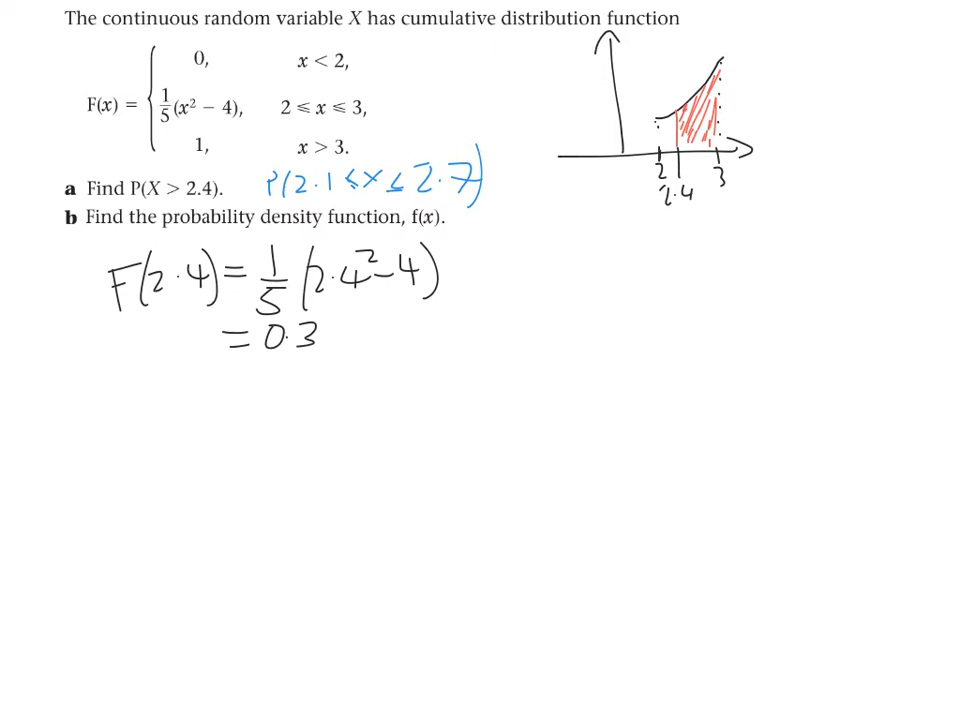 The continuous random variable X has cumulative distribution function
0, x < 2,
F(x) = 1/5 (x² − 4), 2 ⩽ x ⩽ 3,
1, x > 3.
2
3
2.4
a Find P(X > 2.4). P(2.1 ≤ x ≤ 2.7)
b Find the probability density function, f(x).
F(2.4) = 1/5 (2.4² − 4)
= 0.3